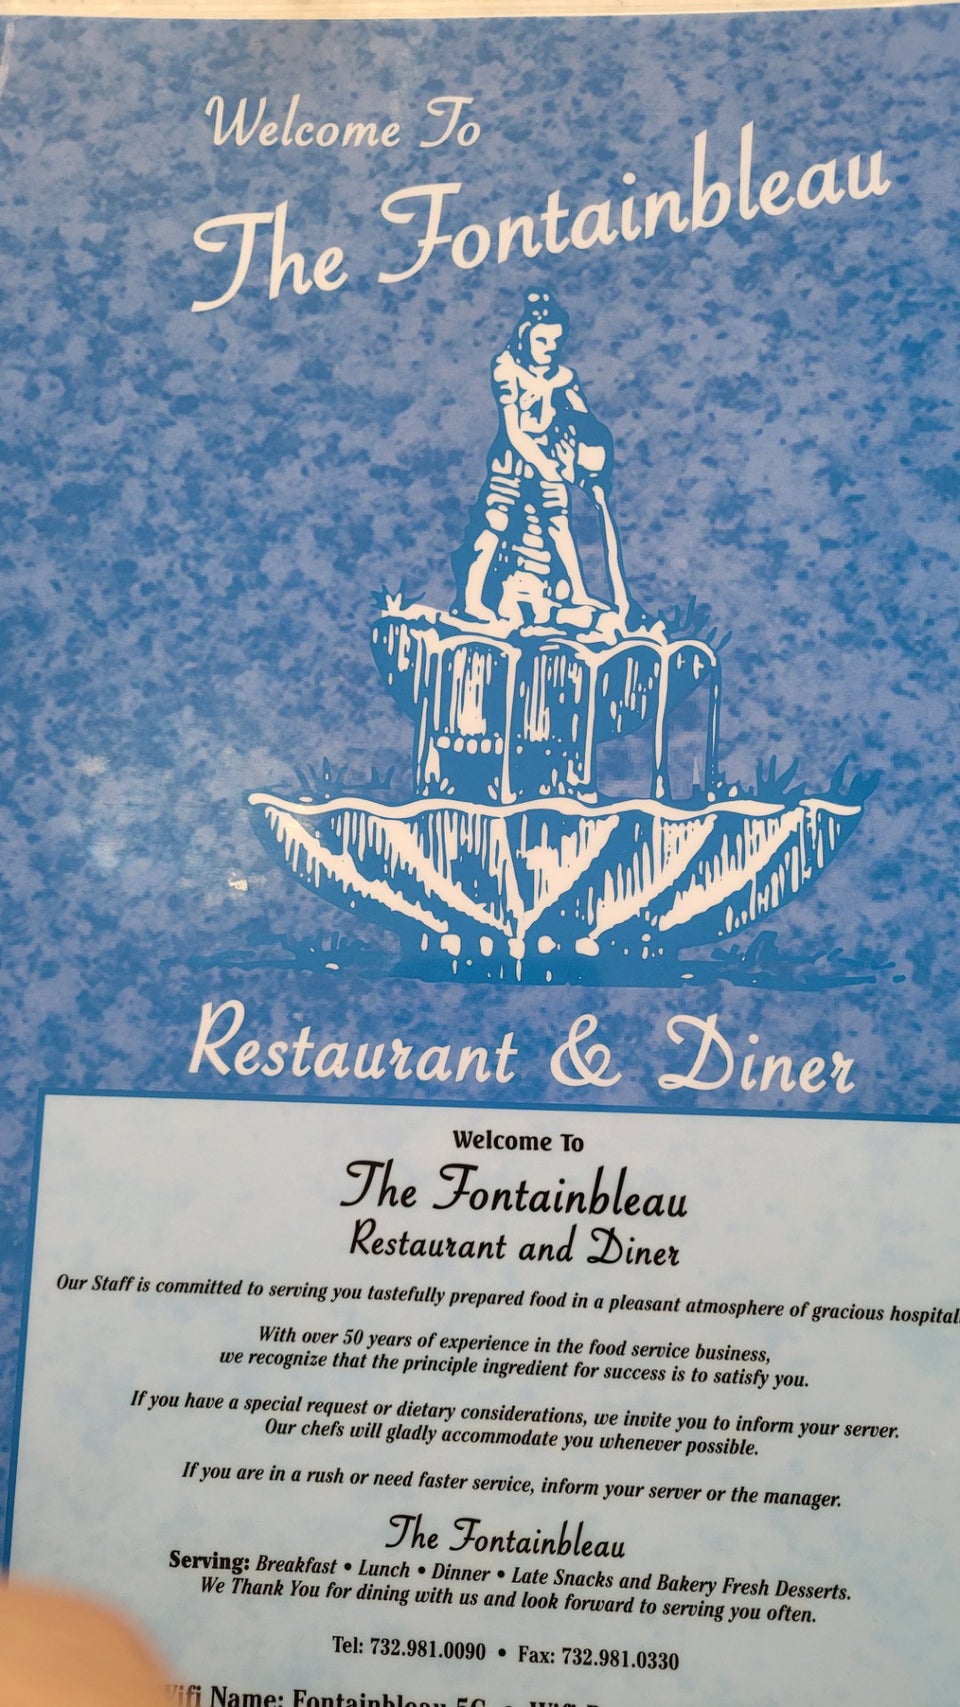 Welcome To
The Fontainbleau
Restaurant & Diner
Welcome To
The Fontainbleau
Restaurant and Diner
Our Staff is committed to serving you tastefully prepared food in a pleasant atmosphere of gracious
With over 50 years of experience in the food service business,
we recognize that the principle ingredient for success is to satisfy you.
If you have a special request or dietary considerations, we invite you to inform your server.
Our chefs will gladly accommodate you whenever possible.
If you are in a rush or need faster service, inform your server or the manager.
The Fontainbleau
Serving: Breakfast • Lunch • Dinner • Late Snacks and Bakery Fresh Desserts.
We Thank You for dining with us and look forward to serving you often.
Tel: 732.981.0090 • Fax: 732.981.0330
Wifi Name: Fontainbleau 5G •